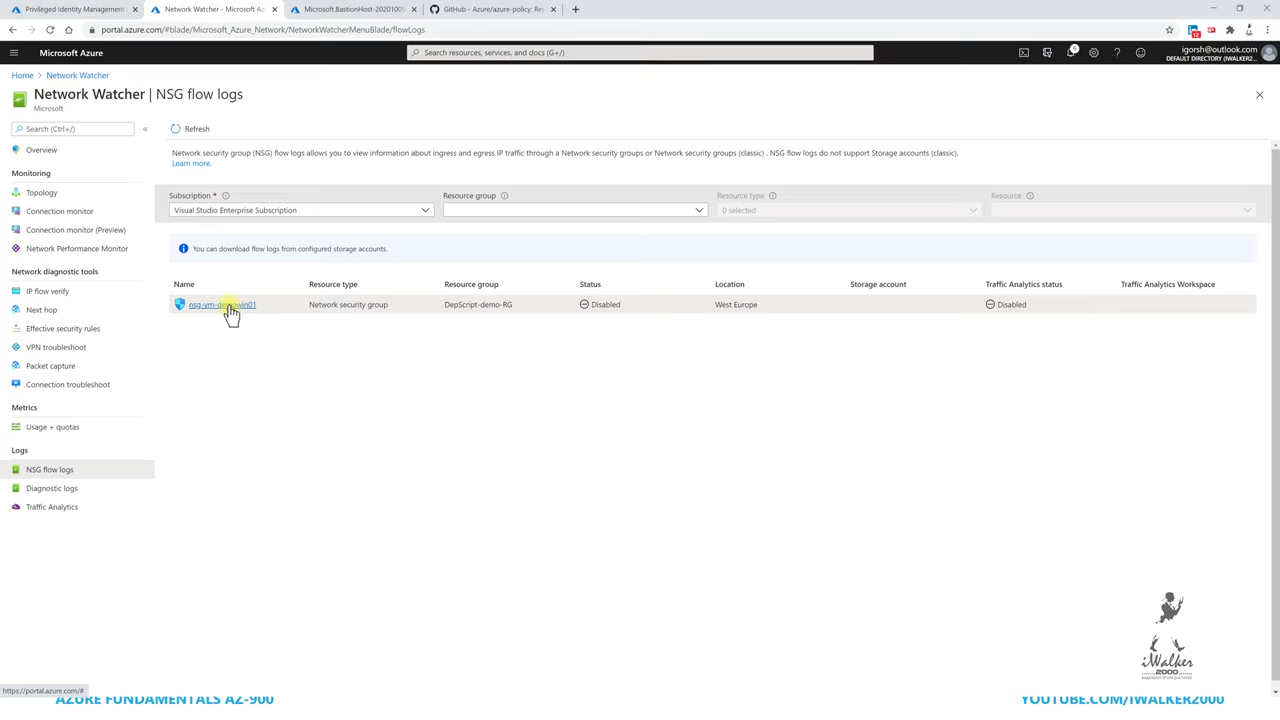 Privileged Identity Management
Network Watcher - Microsoft Az
Microsoft.BastionHost-20201009
GitHub - Azure/azure-policy: Re
portal.azure.com/#blade/Microsoft_Azure_Network/NetworkWatcherMenuBlade/flowLogs
Microsoft Azure
Search resources, services, and docs (G+/)
igorsh@outlook.com
DEFAULT DIRECTORY (IWALKER2...
Home > Network Watcher
Network Watcher | NSG flow logs
Microsoft
Search (Ctrl+/)
«
Refresh
Overview
Monitoring
Topology
Connection monitor
Connection monitor (Preview)
Network Performance Monitor
Network diagnostic tools
IP flow verify
Next hop
Effective security rules
VPN troubleshoot
Packet capture
Connection troubleshoot
Metrics
Usage + quotas
Logs
NSG flow logs
Diagnostic logs
Traffic Analytics
Network security group (NSG) flow logs allows you to view information about ingress and egress IP traffic through a Network security groups or Network security groups (classic) . NSG flow logs do not support Storage accounts (classic).
Learn more.
Subscription * Resource group Resource type Resource
Visual Studio Enterprise Subscription 0 selected
You can download flow logs from configured storage accounts.
Name Resource type Resource group Status Location Storage account Traffic Analytics status Traffic Analytics Workspace
nsg-vm-demowin01 Network security group DepScript-demo-RG Disabled West Europe Disabled
iWalker
2000
https://portal.azure.com/#
AZURE FUNDAMENTALS AZ-900
YOUTUBE.COM/IWALKER2000